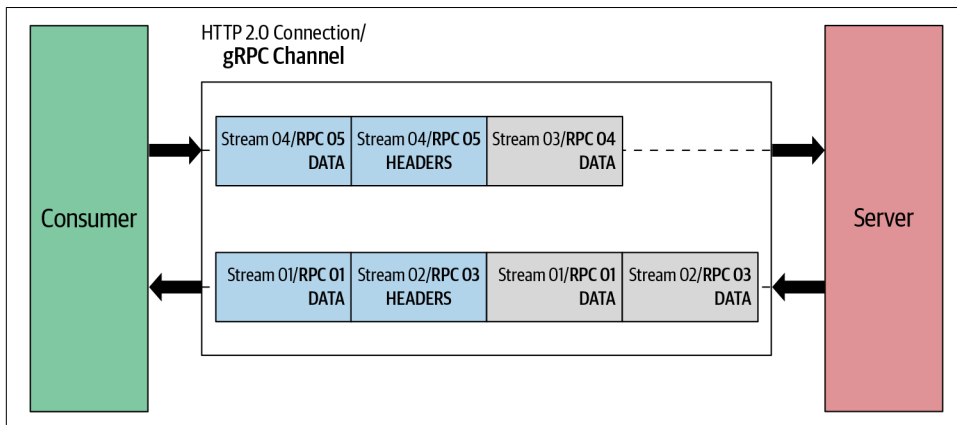 HTTP 2.0 Connection/
gRPC Channel
Consumer
Stream 04/RPC 05
DATA
Stream 04/RPC 05
HEADERS
Stream 03/RPC 04
DATA
Stream 01/RPC 01
DATA
Stream 02/RPC 03
HEADERS
Stream 01/RPC 01
DATA
Stream 02/RPC 03
DATA
Server